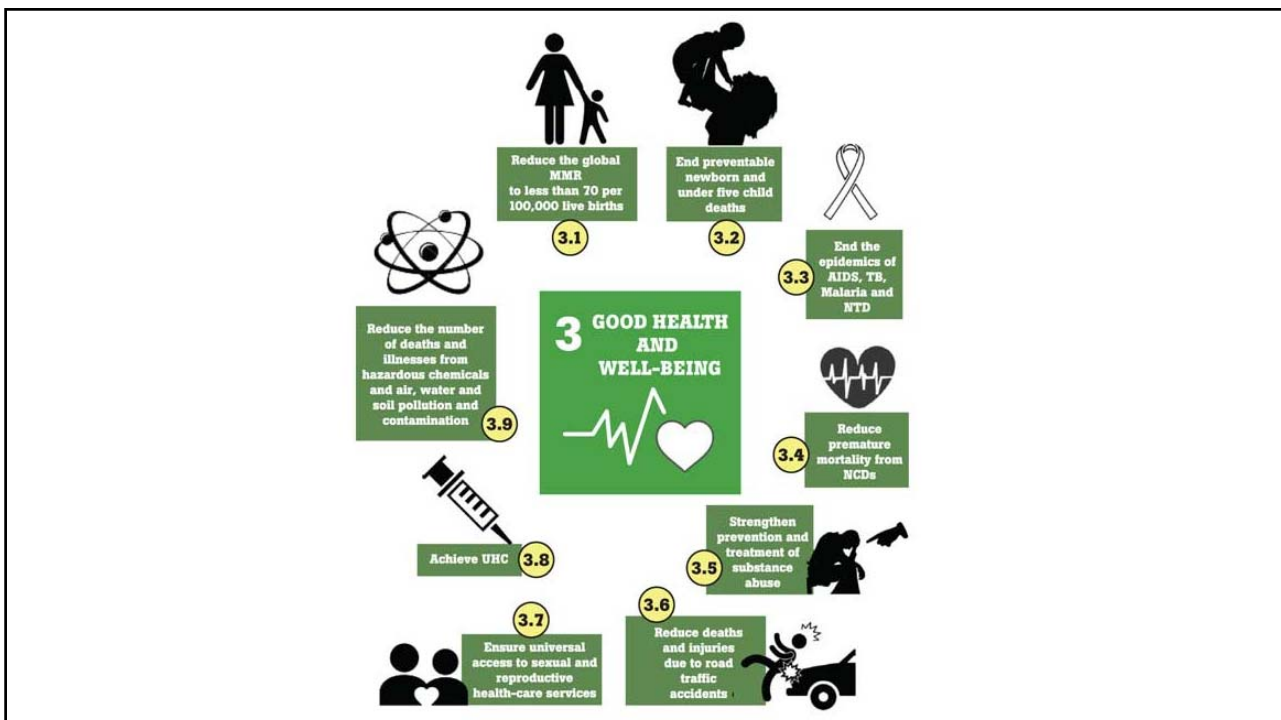 Reduce the global
MMR
to less than 70 per
100,000 live births
3.1
End preventable
newborn and
under five child
deaths
3.2
End the
epidemics of
AIDS, TB,
Malaria and
NTD
3.3
Reduce
premature
mortality from
NCDs
3.4
Strengthen
prevention and
treatment of
substance
abuse
3.5
3.6
Reduce deaths
and injuries
due to road
traffic
accidents
3.7
Ensure universal
access to sexual and
reproductive
health-care services
Achieve UHC
3.8
Reduce the number
of deaths and
illnesses from
hazardous chemicals
and air, water and
soil pollution and
contamination
3.9
3 GOOD HEALTH
AND
WELL-BEING